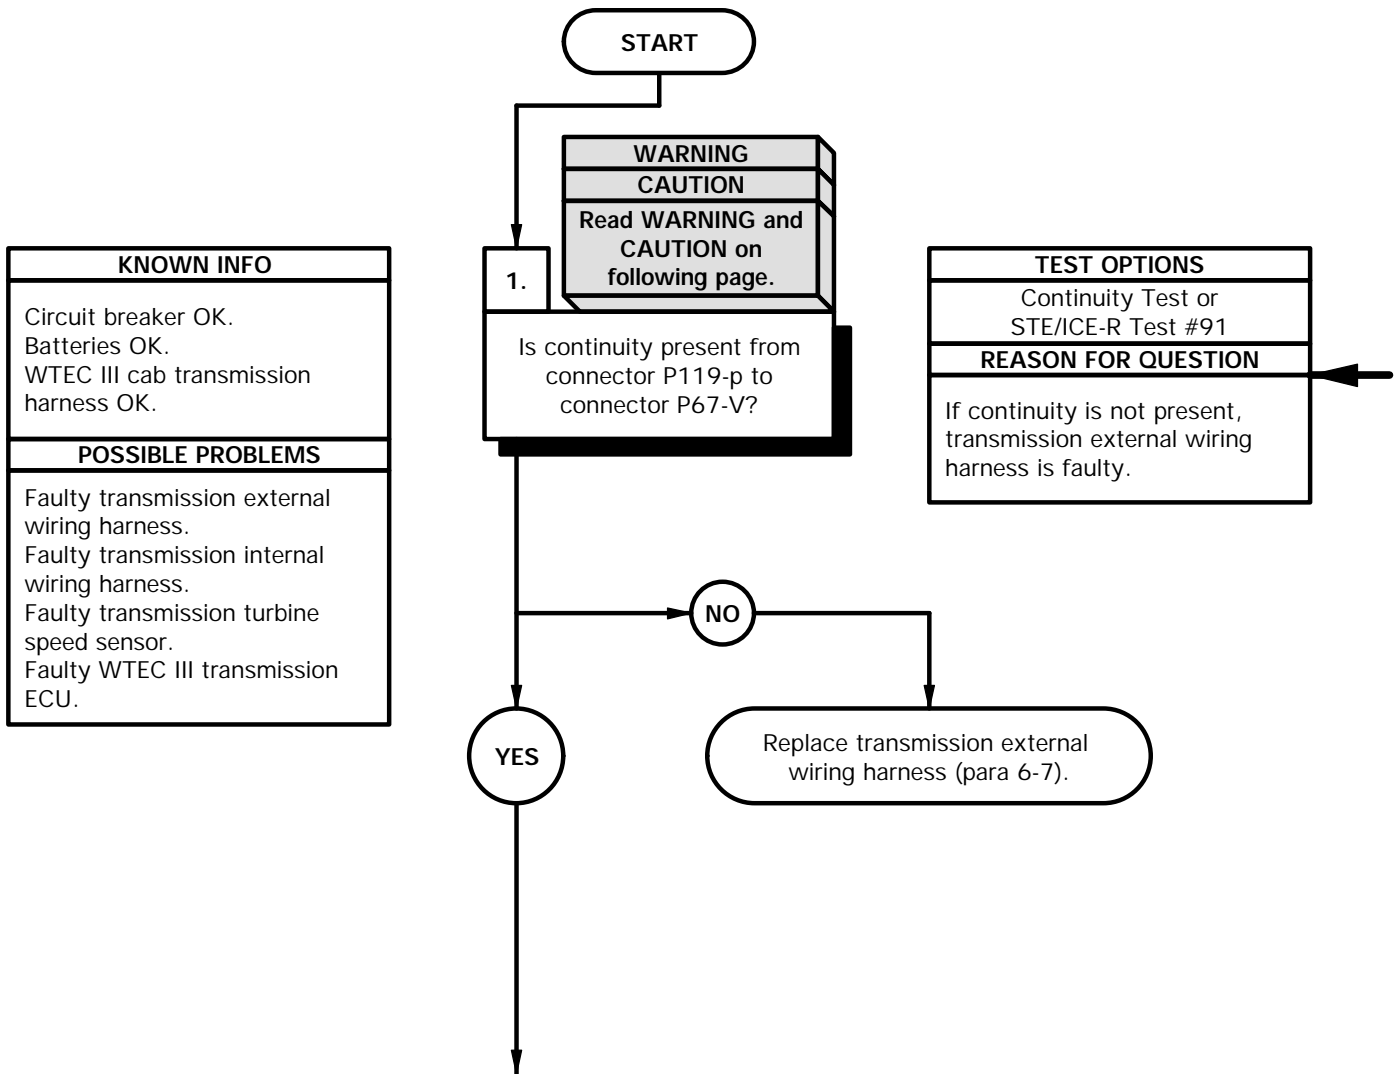 START
WARNING
CAUTION
Read WARNING and
CAUTION on
following page.
KNOWN INFO
Circuit breaker OK.
Batteries OK.
WTEC III cab transmission
harness OK.
POSSIBLE PROBLEMS
Faulty transmission external
wiring harness.
Faulty transmission internal
wiring harness.
Faulty transmission turbine
speed sensor.
Faulty WTEC III transmission
ECU.
1.
Is continuity present from
connector P119-p to
connector P67-V?
TEST OPTIONS
Continuity Test or
STE/ICE-R Test #91
REASON FOR QUESTION
If continuity is not present,
transmission external wiring
harness is faulty.
NO
YES
Replace transmission external
wiring harness (para 6-7).